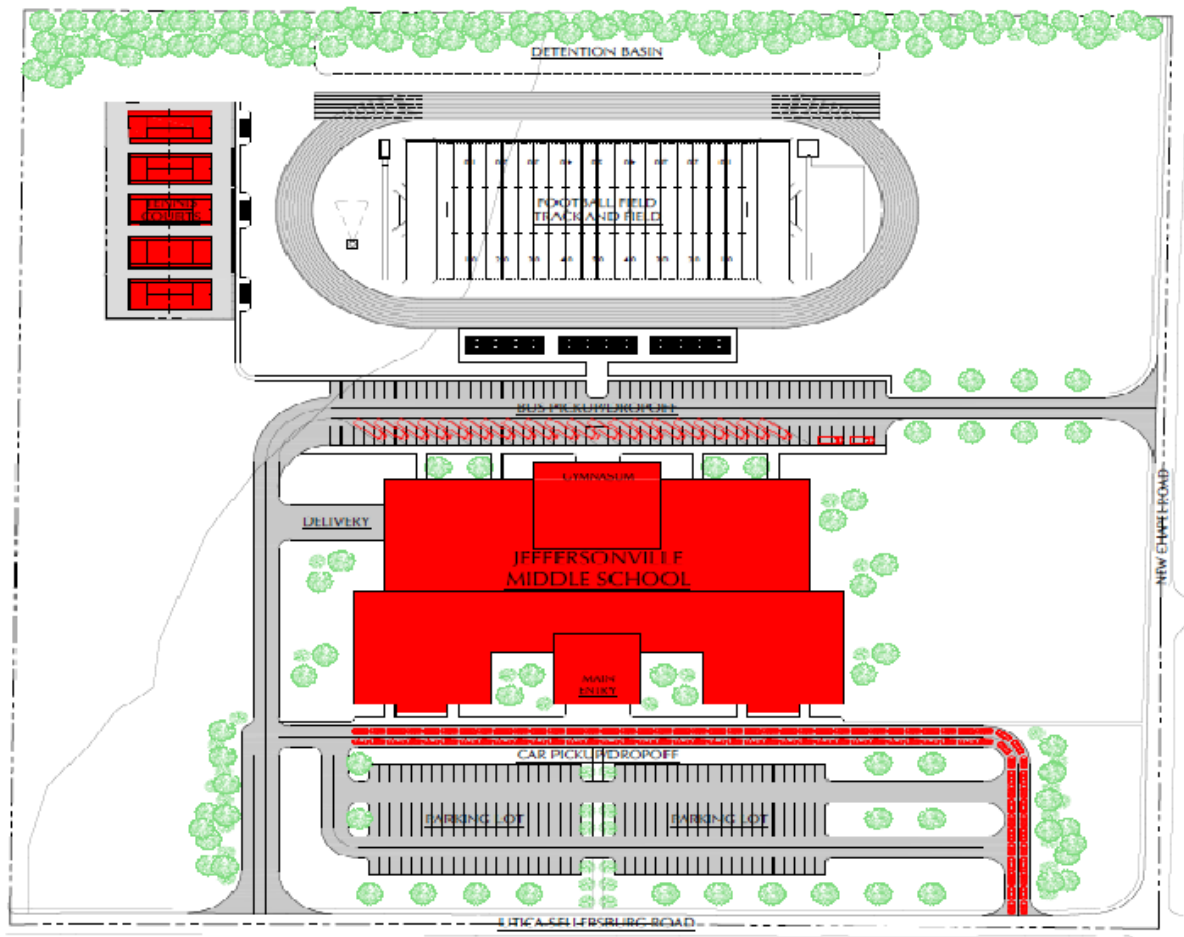 DETENTION BASIN
TENNIS
COURTS
FOOTBALL FIELD
TRACK AND FIELD
BUS PICKUP/DROPOFF
GYMNASUM
DELIVERY
JEFFERSONVILLE
MIDDLE SCHOOL
NEW CHAPEL ROAD
MAIN
ENTRY
CAR PICKUP/DROPOFF
PARKING LOT
PARKING LOT
UTICA-SELLERSBURG ROAD